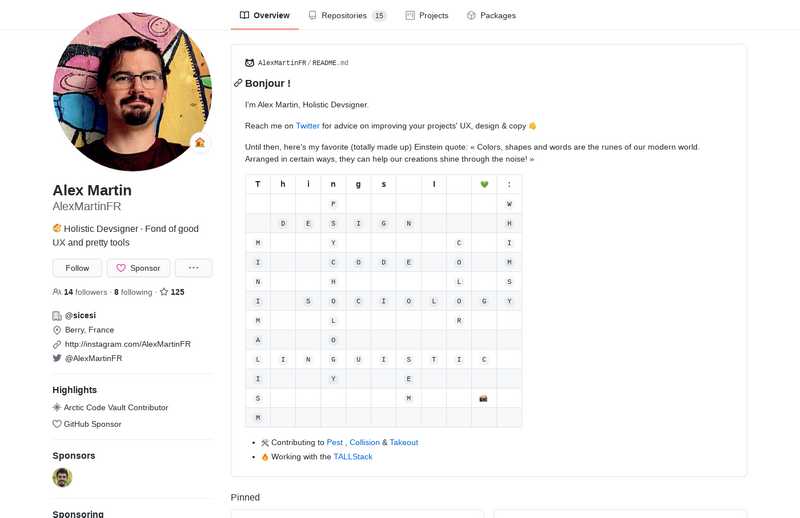 Overview Repositories 15 Projects Packages
Alex Martin
AlexMartinFR
Holistic Devsigner · Fond of good
UX and pretty tools
Follow Sponsor ...
14 followers · 8 following · 125
@sicesi
Berry, France
http://instagram.com/AlexMartinFR
@AlexMartinFR
Highlights
Arctic Code Vault Contributor
GitHub Sponsor
Sponsors
Sponsoring
AlexMartinFR/README.md
Bonjour !
I'm Alex Martin, Holistic Devsigner.
Reach me on Twitter for advice on improving your projects' UX, design & copy 👊
Until then, here's my favorite (totally made up) Einstein quote: « Colors, shapes and words are the runes of our modern world.
Arranged in certain ways, they can help our creations shine through the noise! »
T h i n g s I 💚 :
P W
D E S I G N H
M Y C I
I C O D E O M
N H L S
I S O C I O L O G Y
M L R
A O
L I N G U I S T I C
I Y E
S M 📸
M
• 🛠 Contributing to Pest , Collision & Takeout
• 🔥 Working with the TALLStack
Pinned